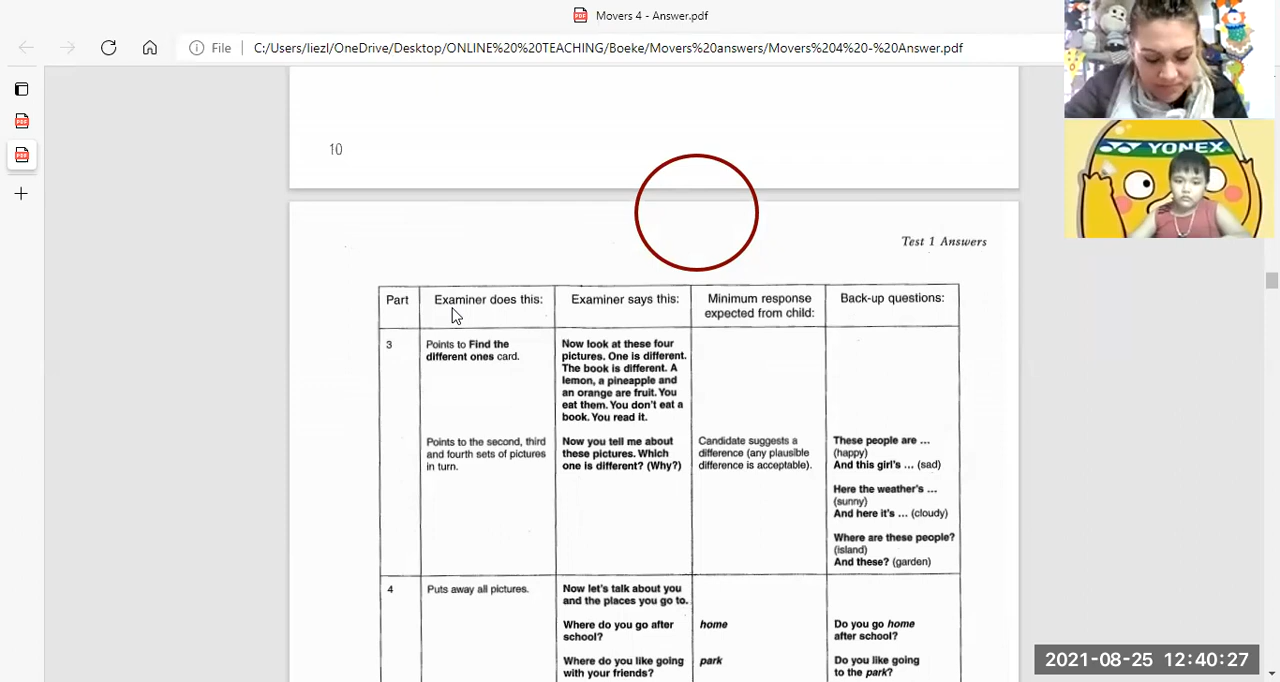 Movers 4 - Answer.pdf
File
C:/Users/liezl/OneDrive/Desktop/ONLINE%20%20TEACHING/Boeke/Movers%20answers/Movers%204%20-%20Answer.pdf
YONEX
10
Test 1 Answers
Part
Examiner does this:
Examiner says this:
Minimum response
expected from child:
Back-up questions:
3
Points to Find the
different ones card.
Now look at these four
pictures. One is different.
The book is different. A
lemon, a pineapple and
an orange are fruit. You
eat them. You don't eat a
book. You read it.
Points to the second, third
and fourth sets of pictures
in turn.
Now you tell me about
these pictures. Which
one is different? (Why?)
Candidate suggests a
difference (any plausible
difference is acceptable).
These people are ...
(happy)
And this girl's ... (sad)
Here the weather's ...
(sunny)
And here it's ... (cloudy)
Where are these people?
(island)
And these? (garden)
4
Puts away all pictures.
Now let's talk about you
and the places you go to.
Where do you go after
school?
home
Do you go home
after school?
Where do you like going
with your friends?
park
Do you like going
to the park?
2021-08-25 12:40:27